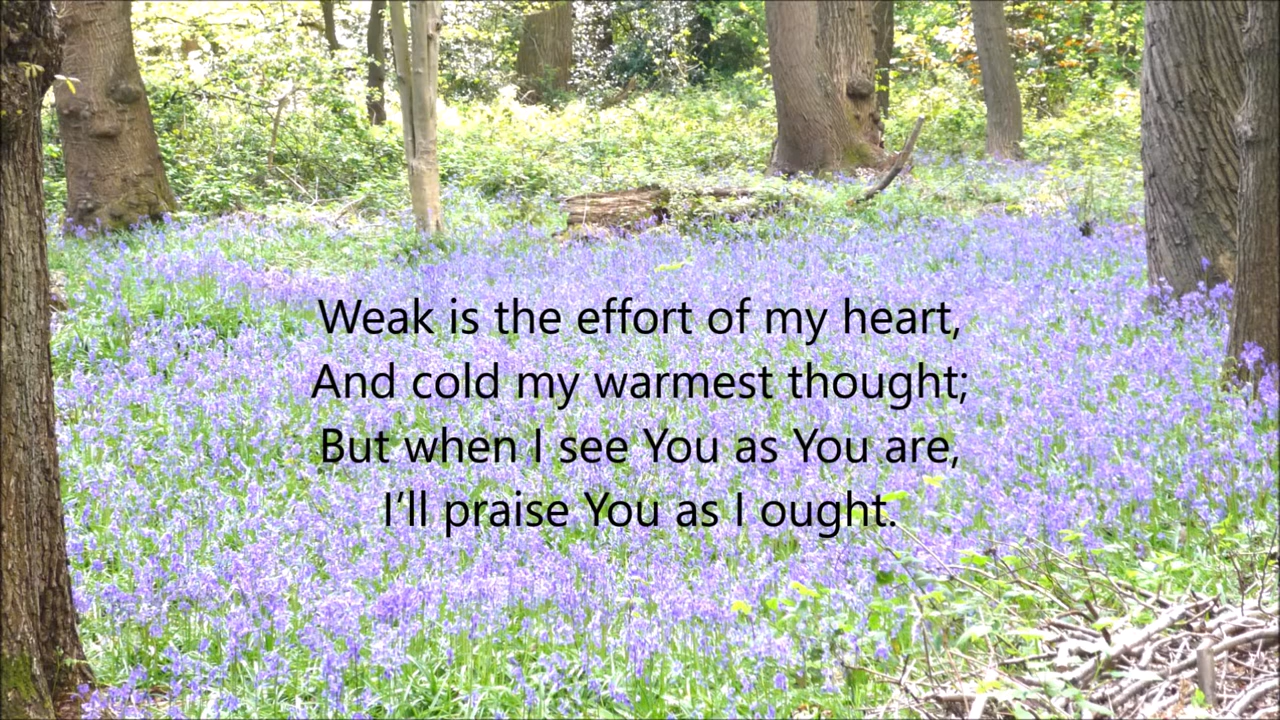 Weak is the effort of my heart,
And cold my warmest thought;
But when I see You as You are,
I’ll praise You as I ought.